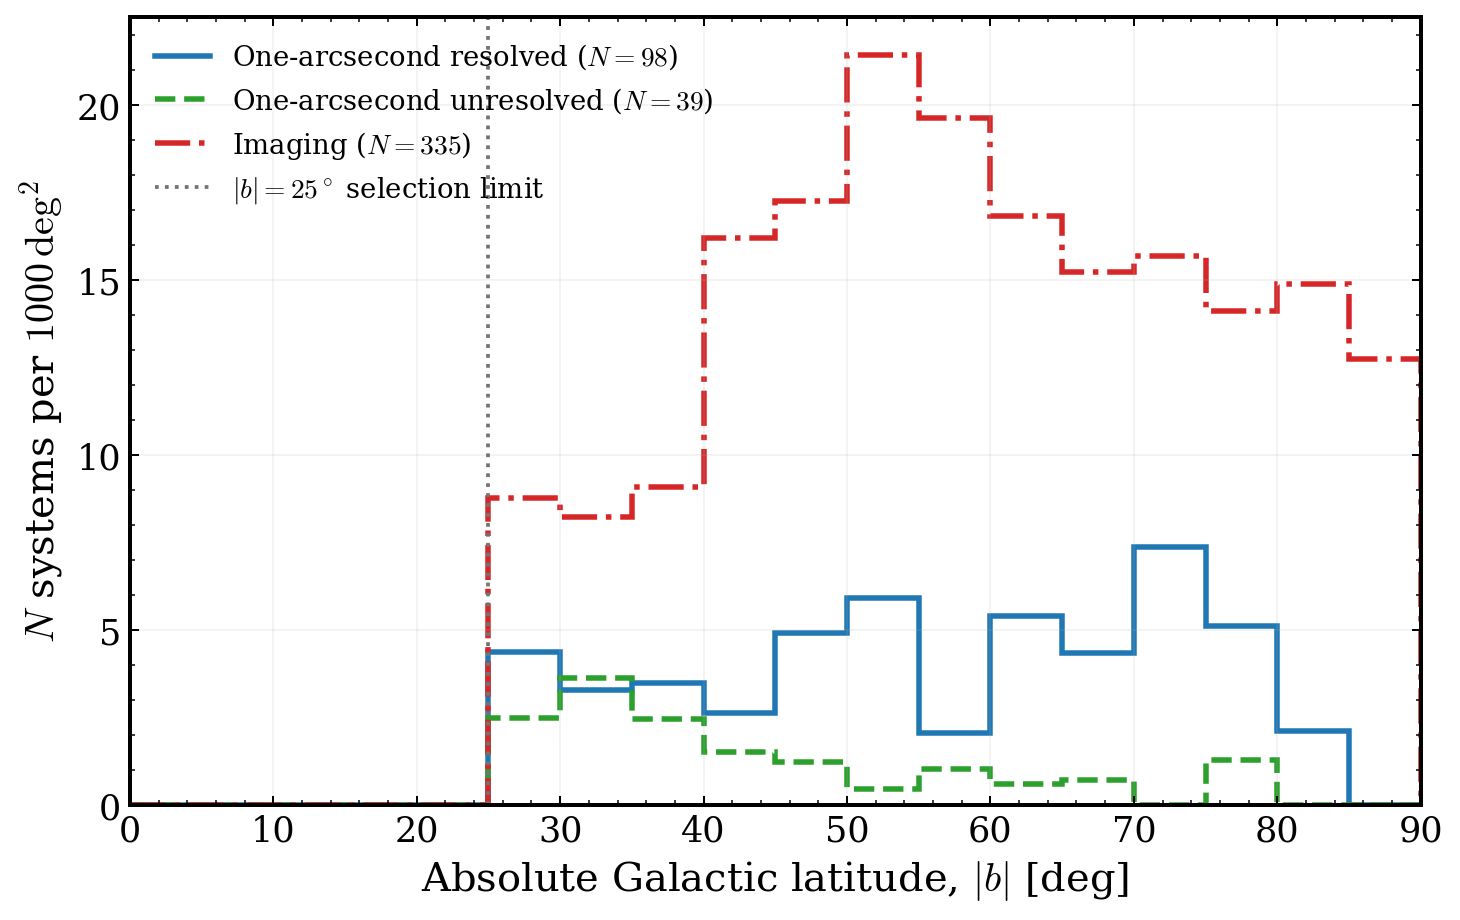 One-arcsecond resolved (N = 98)
One-arcsecond unresolved (N = 39)
Imaging (N = 335)
|b| = 25° selection limit
N systems per 1000 deg²
20
15
10
5
0
0 10 20 30 40 50 60 70 80 90
Absolute Galactic latitude, |b| [deg]